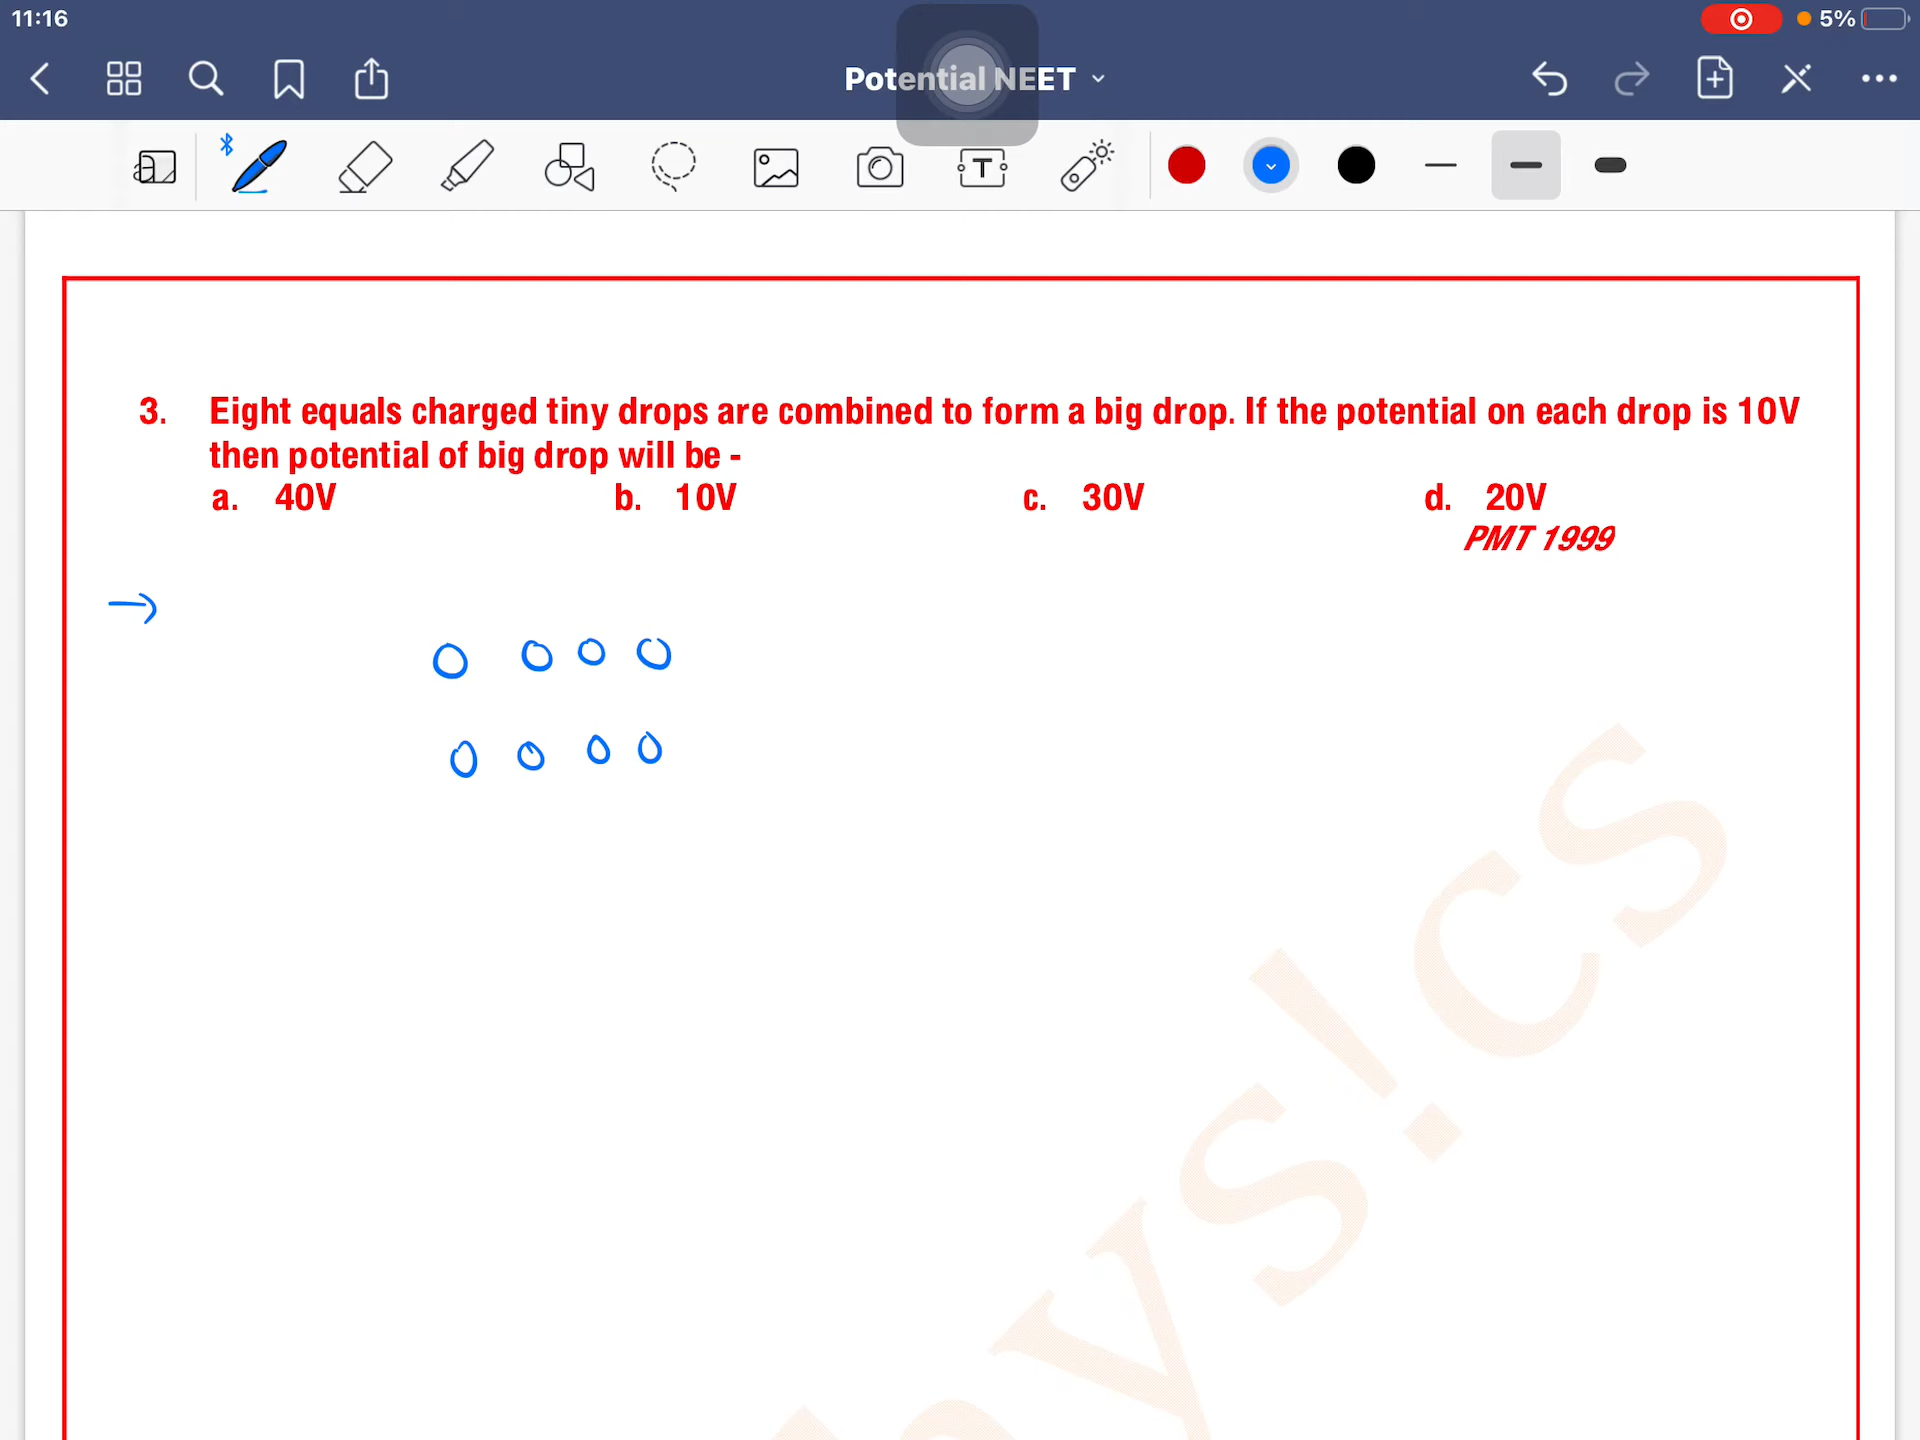 11:16
5%
Potential NEET
a
T
3. Eight equals charged tiny drops are combined to form a big drop. If the potential on each drop is 10V
then potential of big drop will be -
a. 40V b. 10V c. 30V d. 20V
PMT 1999
ays!cs